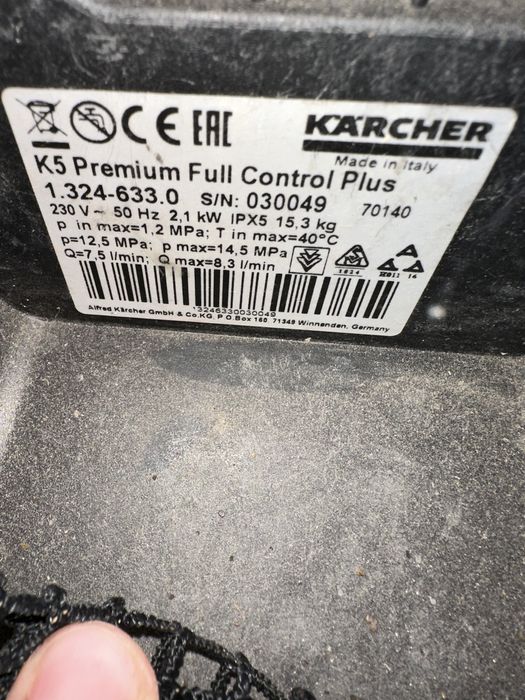 CE EAC
KÄRCHER
Made in Italy
K5 Premium Full Control Plus
1.324-633.0 S/N: 030049 70140
230 V~ 50 Hz 2,1 kW IPX5 15,3 kg
p in max=1,2 MPa; T in max=40°C
p=12,5 MPa; p max=14,5 MPa
Q=7,5 l/min; Q max=8,3 l/min
13246330030049
Alfred Kärcher GmbH & Co.KG, P.O.Box 160, 71349 Winnenden, Germany